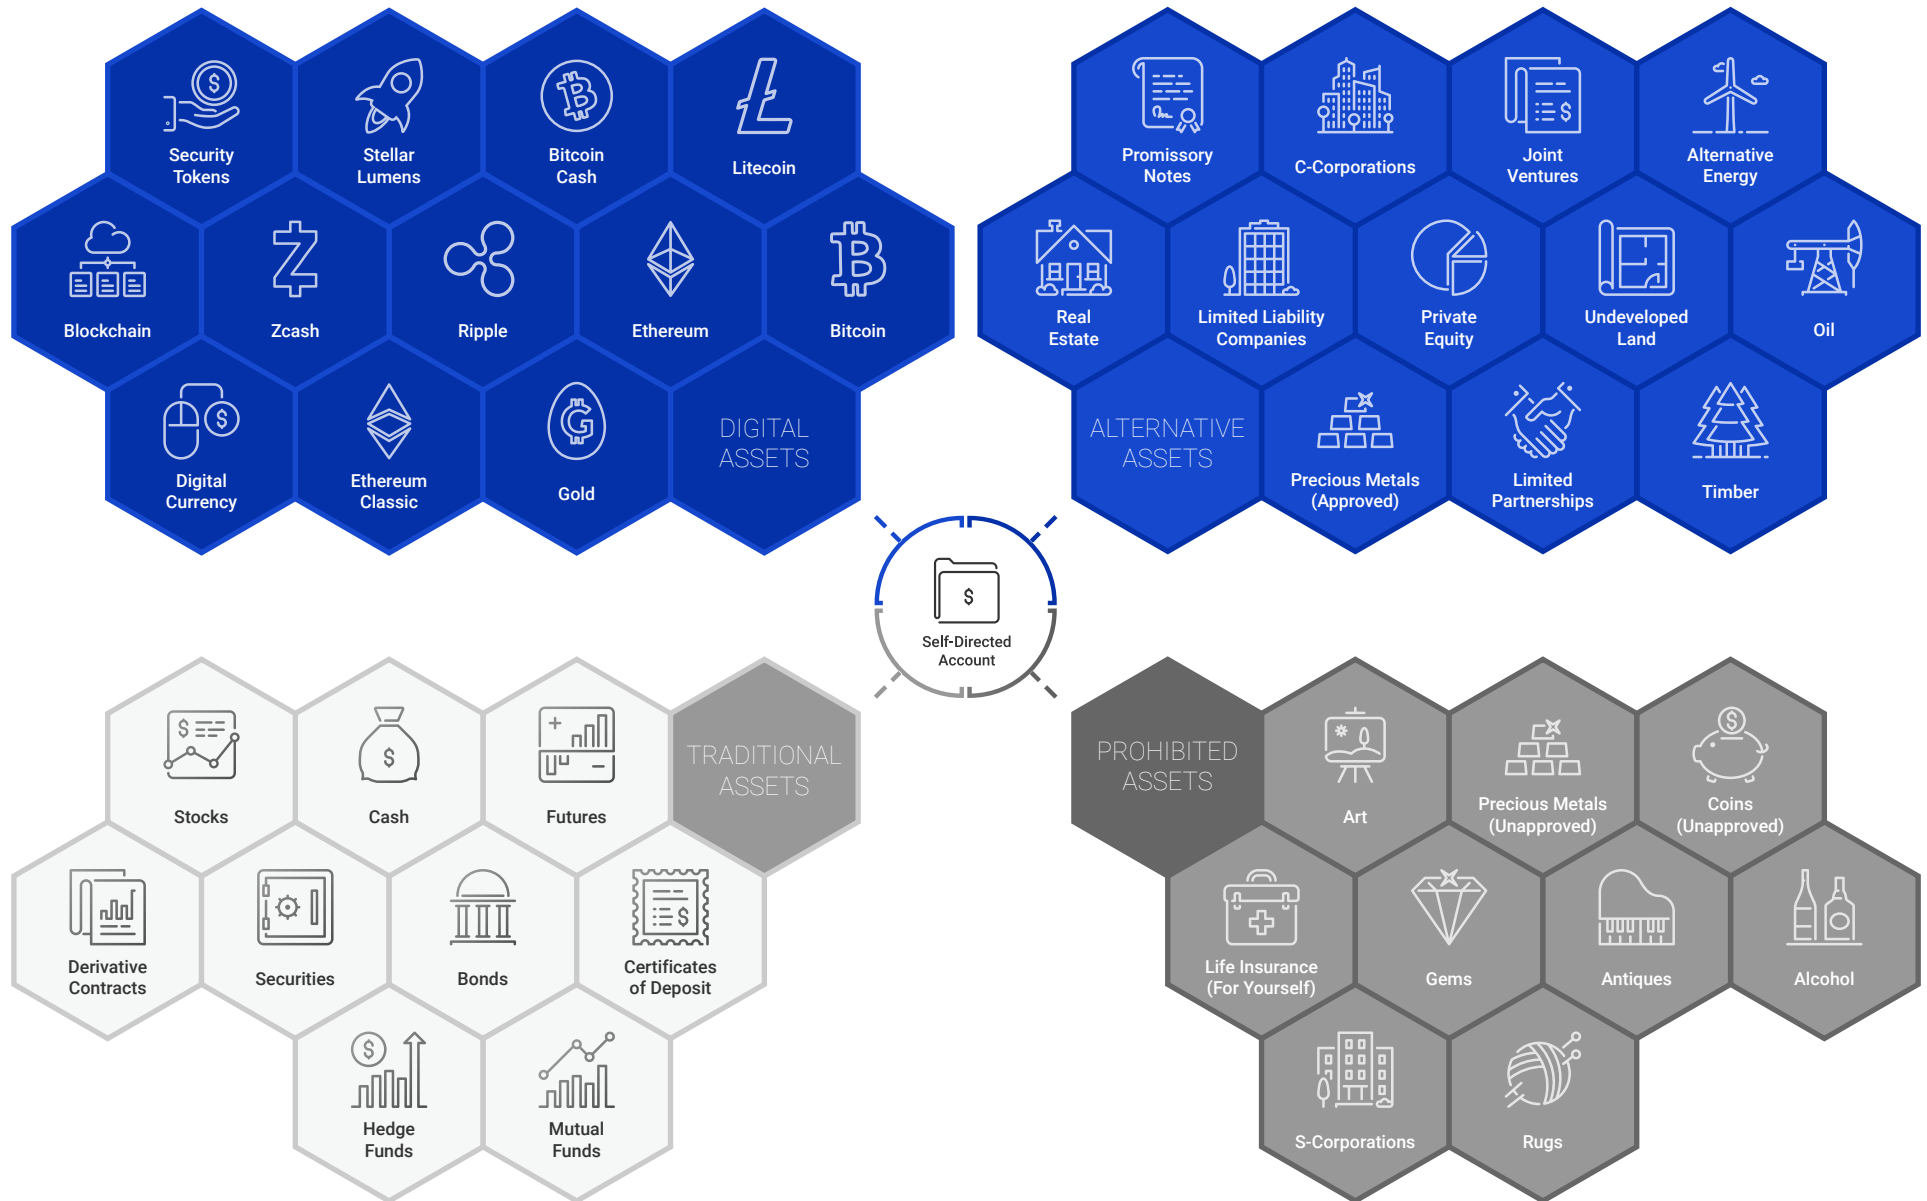 Security
Tokens
Stellar
Lumens
Bitcoin
Cash
Litecoin
Blockchain
Zcash
Ripple
Ethereum
Bitcoin
Digital
Currency
Ethereum
Classic
Gold
DIGITAL
ASSETS
Promissory
Notes
C-Corporations
Joint
Ventures
Alternative
Energy
Real
Estate
Limited Liability
Companies
Private
Equity
Undeveloped
Land
Oil
ALTERNATIVE
ASSETS
Precious Metals
(Approved)
Limited
Partnerships
Timber
Self-Directed
Account
Stocks
Cash
Futures
TRADITIONAL
ASSETS
Derivative
Contracts
Securities
Bonds
Certificates
of Deposit
Hedge
Funds
Mutual
Funds
PROHIBITED
ASSETS
Art
Precious Metals
(Unapproved)
Coins
(Unapproved)
Life Insurance
(For Yourself)
Gems
Antiques
Alcohol
S-Corporations
Rugs